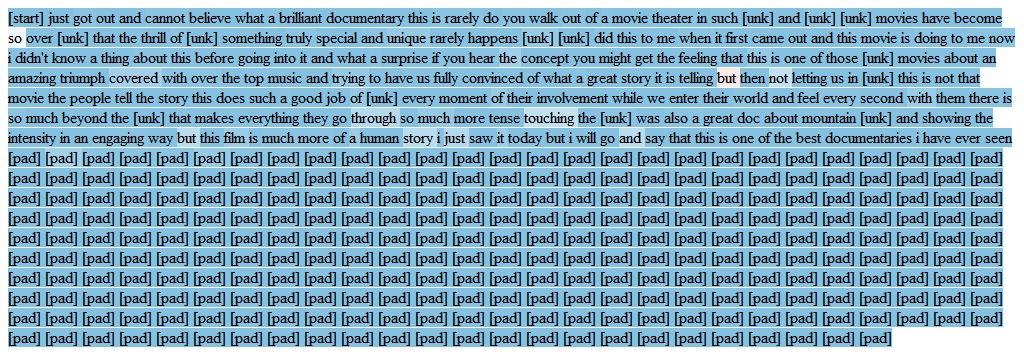 [start] just got out and cannot believe what a brilliant documentary this is rarely do you walk out of a movie theater in such [unk] and [unk] [unk] movies have become
so over [unk] that the thrill of [unk] something truly special and unique rarely happens [unk] [unk] did this to me when it first came out and this movie is doing to me now
i didn't know a thing about this before going into it and what a surprise if you hear the concept you might get the feeling that this is one of those [unk] movies about an
amazing triumph covered with over the top music and trying to have us fully convinced of what a great story it is telling but then not letting us in [unk] this is not that
movie the people tell the story this does such a good job of [unk] every moment of their involvement while we enter their world and feel every second with them there is
so much beyond the [unk] that makes everything they go through so much more tense touching the [unk] was also a great doc about mountain [unk] and showing the
intensity in an engaging way but this film is much more of a human story i just saw it today but i will go and say that this is one of the best documentaries i have ever seen
[pad] [pad] [pad] [pad] [pad] [pad] [pad] [pad] [pad] [pad] [pad] [pad] [pad] [pad] [pad] [pad] [pad] [pad] [pad] [pad] [pad] [pad] [pad] [pad] [pad] [pad] [pad]
[pad] [pad] [pad] [pad] [pad] [pad] [pad] [pad] [pad] [pad] [pad] [pad] [pad] [pad] [pad] [pad] [pad] [pad] [pad] [pad] [pad] [pad] [pad] [pad] [pad] [pad] [pad]
[pad] [pad] [pad] [pad] [pad] [pad] [pad] [pad] [pad] [pad] [pad] [pad] [pad] [pad] [pad] [pad] [pad] [pad] [pad] [pad] [pad] [pad] [pad] [pad] [pad] [pad] [pad]
[pad] [pad] [pad] [pad] [pad] [pad] [pad] [pad] [pad] [pad] [pad] [pad] [pad] [pad] [pad] [pad] [pad] [pad] [pad] [pad] [pad] [pad] [pad] [pad] [pad] [pad] [pad]
[pad] [pad] [pad] [pad] [pad] [pad] [pad] [pad] [pad] [pad] [pad] [pad] [pad] [pad] [pad] [pad] [pad] [pad] [pad] [pad] [pad] [pad] [pad] [pad] [pad] [pad] [pad]
[pad] [pad] [pad] [pad] [pad] [pad] [pad] [pad] [pad] [pad] [pad] [pad] [pad] [pad] [pad] [pad] [pad] [pad] [pad] [pad] [pad] [pad] [pad] [pad] [pad] [pad] [pad]
[pad] [pad] [pad] [pad] [pad] [pad] [pad] [pad] [pad] [pad] [pad] [pad] [pad] [pad] [pad] [pad] [pad] [pad] [pad] [pad] [pad] [pad] [pad] [pad] [pad] [pad] [pad]
[pad] [pad] [pad] [pad] [pad] [pad] [pad] [pad] [pad] [pad] [pad] [pad] [pad] [pad] [pad] [pad] [pad] [pad] [pad] [pad] [pad] [pad] [pad] [pad] [pad] [pad] [pad]
[pad] [pad] [pad] [pad] [pad] [pad] [pad] [pad] [pad] [pad] [pad] [pad] [pad] [pad] [pad] [pad] [pad] [pad] [pad] [pad] [pad] [pad] [pad] [pad] [pad] [pad] [pad]
[pad] [pad] [pad] [pad] [pad] [pad] [pad] [pad] [pad] [pad] [pad] [pad] [pad] [pad] [pad] [pad] [pad] [pad] [pad] [pad] [pad] [pad] [pad] [pad]